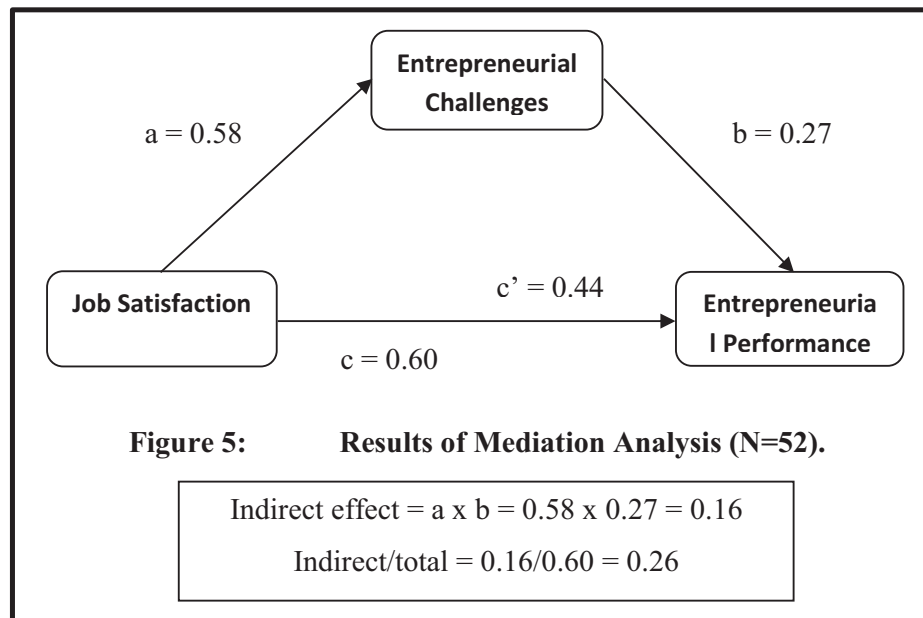 Entrepreneurial
Challenges
a = 0.58
b = 0.27
Job Satisfaction
c’ = 0.44
Entrepreneuria
l Performance
c = 0.60
Figure 5: Results of Mediation Analysis (N=52).
Indirect effect = a x b = 0.58 x 0.27 = 0.16
Indirect/total = 0.16/0.60 = 0.26